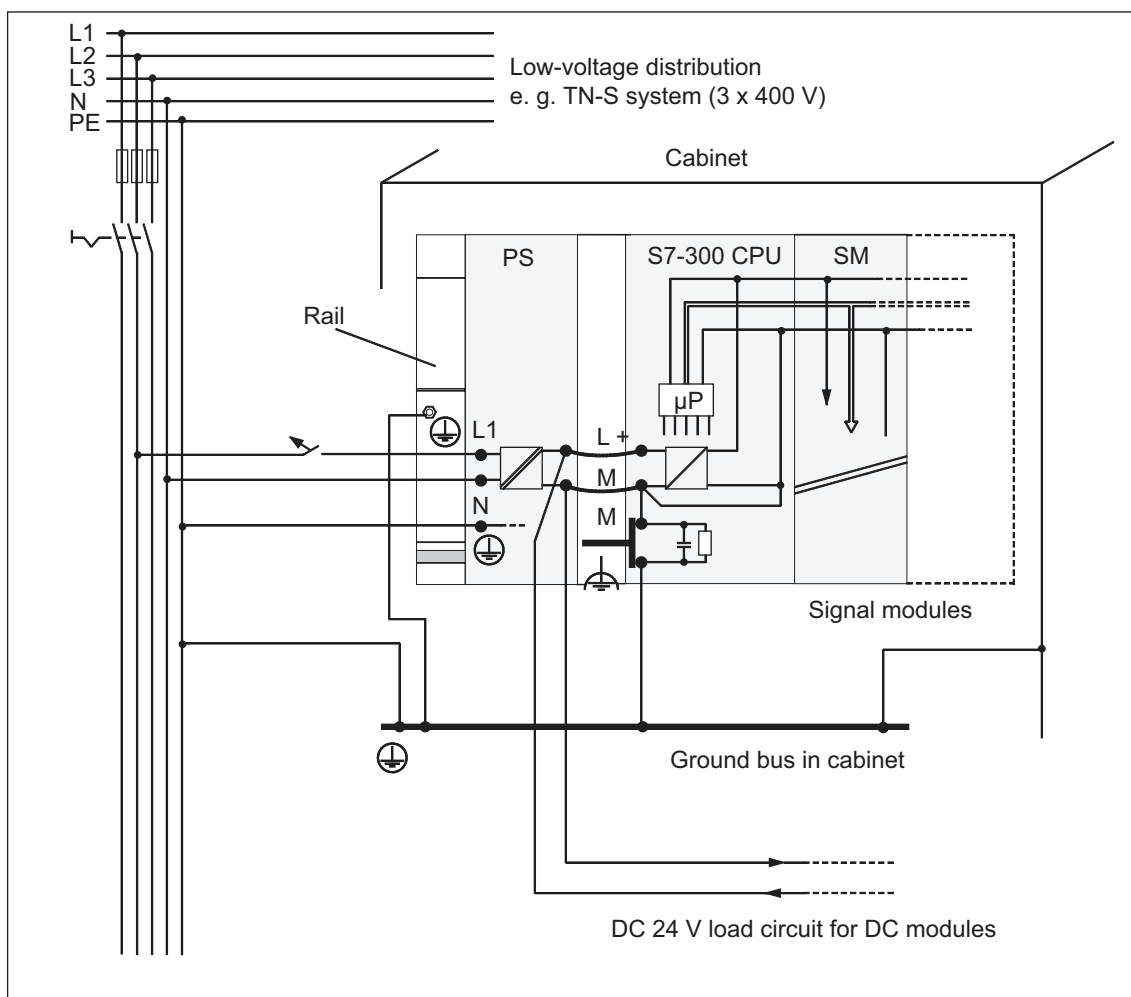 L1
L2
L3
N
PE
Low-voltage distribution
e. g. TN-S system (3 x 400 V)
Cabinet
PS
S7-300 CPU
SM
Rail
µP
L1
L +
M
N
M
Signal modules
Ground bus in cabinet
DC 24 V load circuit for DC modules